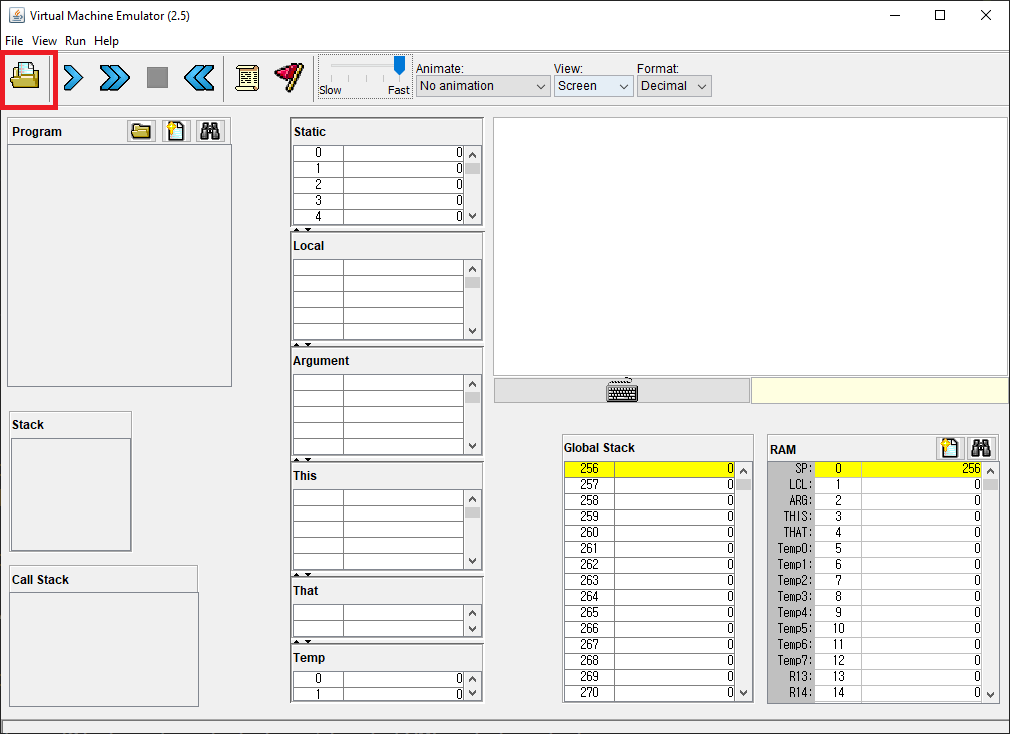 Virtual Machine Emulator (2.5)
File View Run Help
Slow Fast
Animate:
No animation
View:
Screen
Format:
Decimal
Program
Static
0 0
1 0
2 0
3 0
4 0
Local
Argument
Stack
This
Call Stack
That
Temp
0 0
1 0
Global Stack
256 0
257 0
258 0
259 0
260 0
261 0
262 0
263 0
264 0
265 0
266 0
267 0
268 0
269 0
270 0
RAM
SP: 0 256
LCL: 1 0
ARG: 2 0
THIS: 3 0
THAT: 4 0
Temp0: 5 0
Temp1: 6 0
Temp2: 7 0
Temp3: 8 0
Temp4: 9 0
Temp5: 10 0
Temp6: 11 0
Temp7: 12 0
R13: 13 0
R14: 14 0